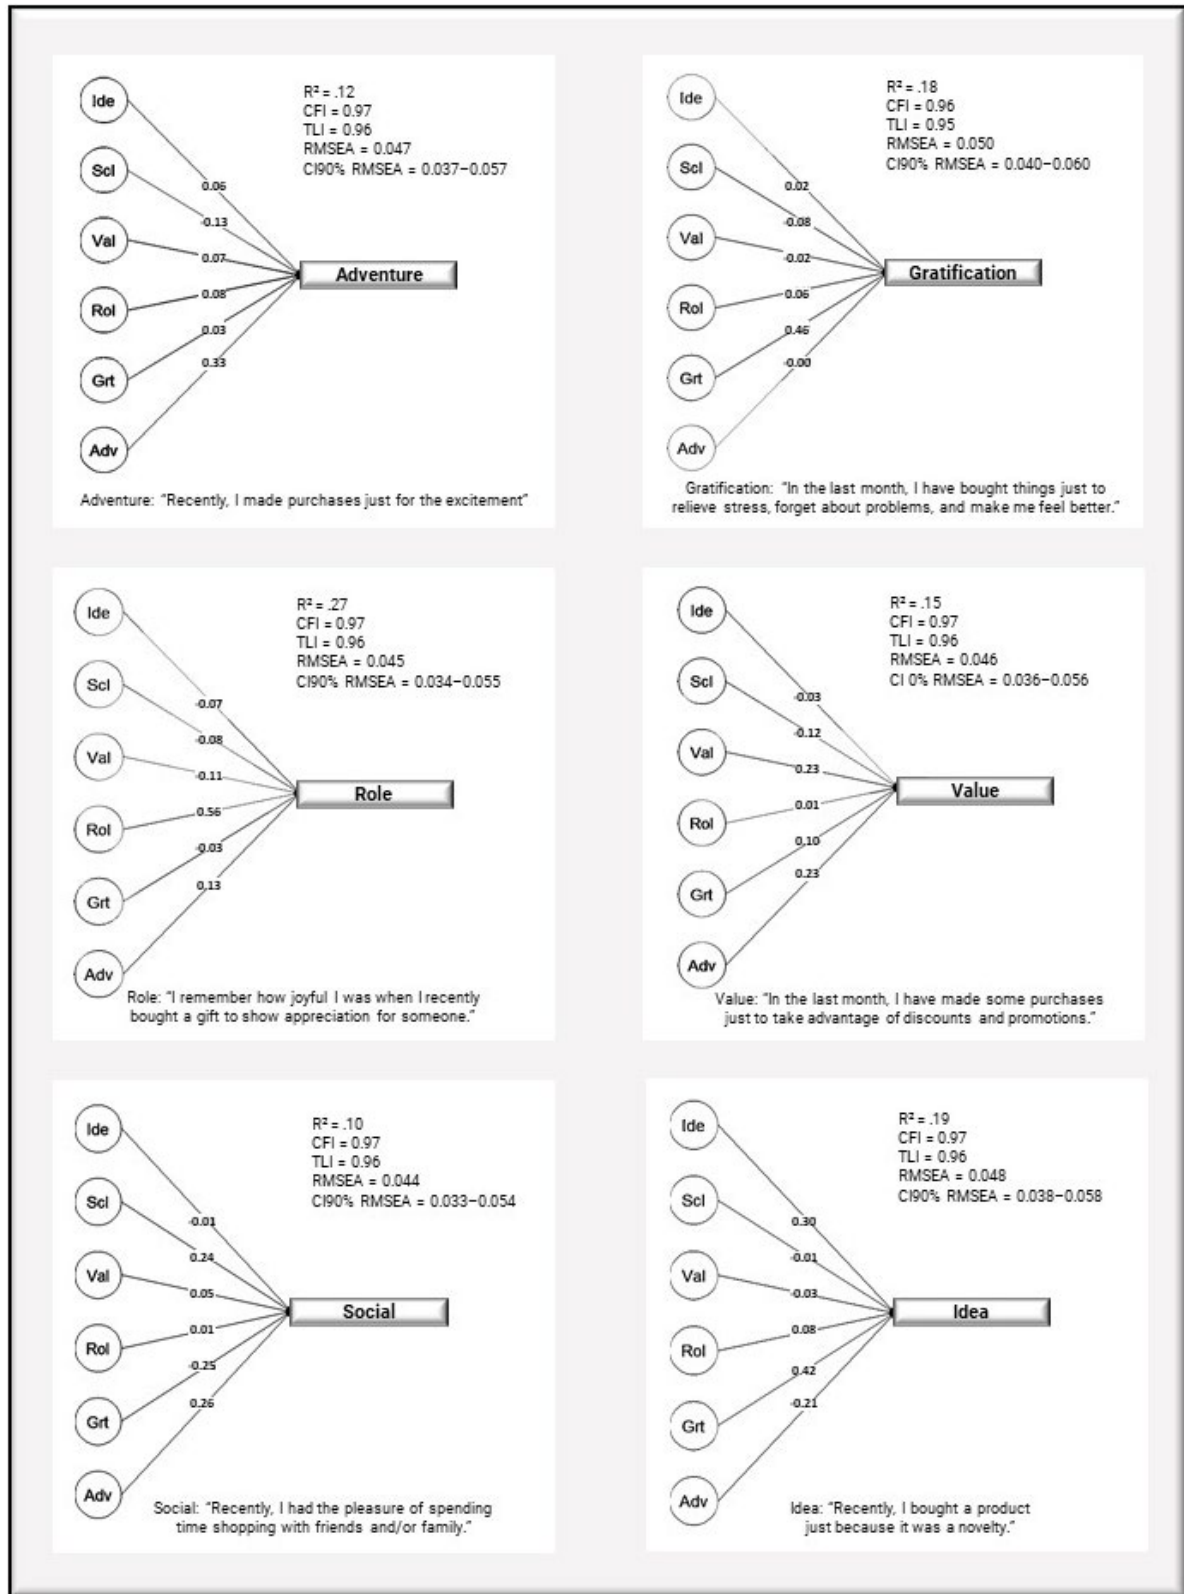 Ide
Scl
Val
Rol
Grt
Adv
R² = .12
CFI = 0.97
TLI = 0.96
RMSEA = 0.047
CI90% RMSEA = 0.037–0.057
0.06
-0.13
0.07
0.08
0.03
0.33
Adventure
Adventure: “Recently, I made purchases just for the excitement”
Ide
Scl
Val
Rol
Grt
Adv
R² = .18
CFI = 0.96
TLI = 0.95
RMSEA = 0.050
CI90% RMSEA = 0.040–0.060
0.02
-0.08
-0.02
0.06
0.46
-0.00
Gratification
Gratification: “In the last month, I have bought things just to
relieve stress, forget about problems, and make me feel better.”
Ide
Scl
Val
Rol
Grt
Adv
R² = .27
CFI = 0.97
TLI = 0.96
RMSEA = 0.045
CI90% RMSEA = 0.034–0.055
-0.07
-0.08
-0.11
0.56
-0.03
0.13
Role
Role: “I remember how joyful I was when I recently
bought a gift to show appreciation for someone.”
Ide
Scl
Val
Rol
Grt
Adv
R² = .15
CFI = 0.97
TLI = 0.96
RMSEA = 0.046
CI 0% RMSEA = 0.036–0.056
-0.03
-0.12
0.23
0.01
0.10
0.23
Value
Value: “In the last month, I have made some purchases
just to take advantage of discounts and promotions.”
Ide
Scl
Val
Rol
Grt
Adv
R² = .10
CFI = 0.97
TLI = 0.96
RMSEA = 0.044
CI90% RMSEA = 0.033–0.054
-0.01
0.24
0.05
0.01
-0.25
0.26
Social
Social: “Recently, I had the pleasure of spending
time shopping with friends and/or family.”
Ide
Scl
Val
Rol
Grt
Adv
R² = .19
CFI = 0.97
TLI = 0.96
RMSEA = 0.048
CI90% RMSEA = 0.038–0.058
0.30
-0.01
-0.03
0.08
0.42
-0.21
Idea
Idea: “Recently, I bought a product
just because it was a novelty.”